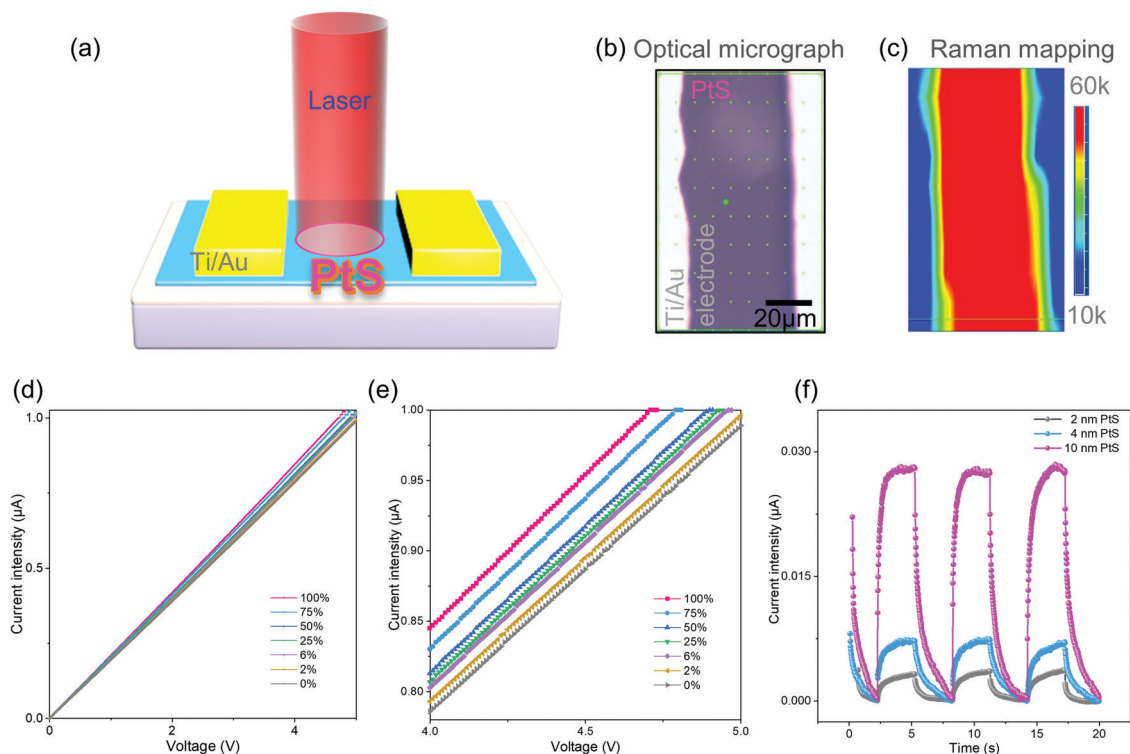 (a)
Laser
Ti/Au
PtS
(b) Optical micrograph
PtS
Ti/Au
electrode
20μm
(c) Raman mapping
60k
10k
(d)
Current intensity (μA)
1.0
0.5
0.0
0
2
4
Voltage (V)
100%
75%
50%
25%
6%
2%
0%
(e)
Current intensity (μA)
1.00
0.95
0.90
0.85
0.80
4.0
4.5
5.0
Voltage (V)
100%
75%
50%
25%
6%
2%
0%
(f)
Current intensity (μA)
0.030
0.015
0.000
0
5
10
15
20
Time (s)
2 nm PtS
4 nm PtS
10 nm PtS